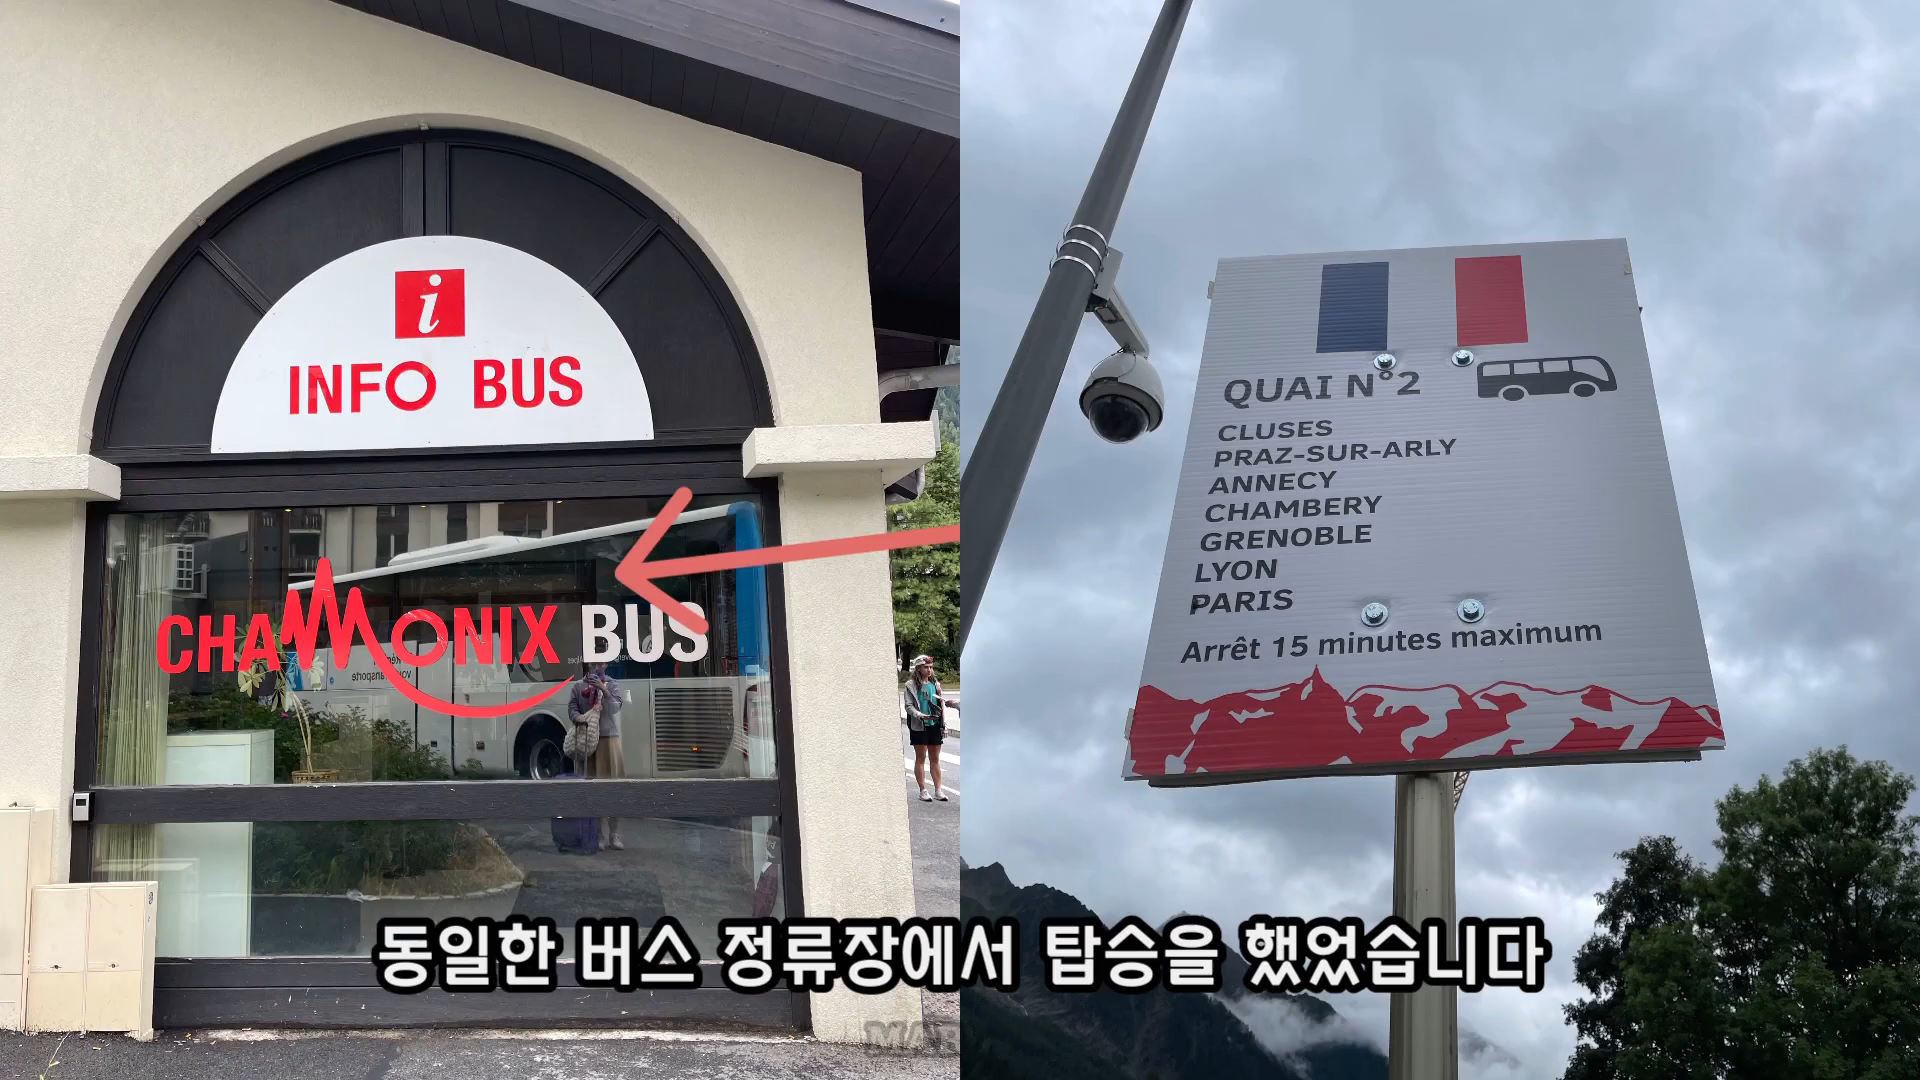 i
INFO BUS
CHAMONIX BUS
QUAI N°2
CLUSES
PRAZ-SUR-ARLY
ANNECY
CHAMBERY
GRENOBLE
LYON
PARIS
Arrêt 15 minutes maximum
동일한 버스 정류장에서 탑승을 했었습니다